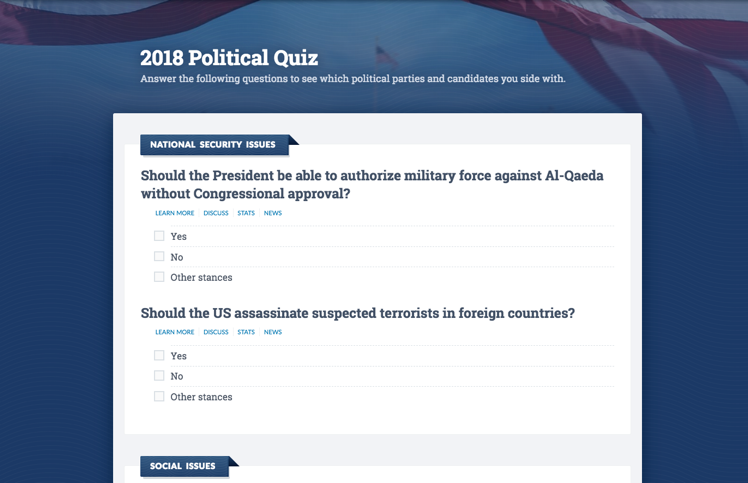 2018 Political Quiz
Answer the following questions to see which political parties and candidates you side with.
NATIONAL SECURITY ISSUES
Should the President be able to authorize military force against Al-Qaeda
without Congressional approval?
LEARN MORE DISCUSS STATS NEWS
Yes
No
Other stances
Should the US assassinate suspected terrorists in foreign countries?
LEARN MORE DISCUSS STATS NEWS
Yes
No
Other stances
SOCIAL ISSUES